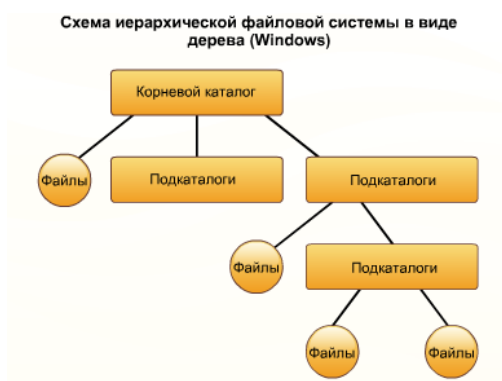 Схема иерархической файловой системы в виде
дерева (Windows)
Корневой каталог
Файлы
Подкаталоги
Подкаталоги
Файлы
Подкаталоги
Файлы
Файлы